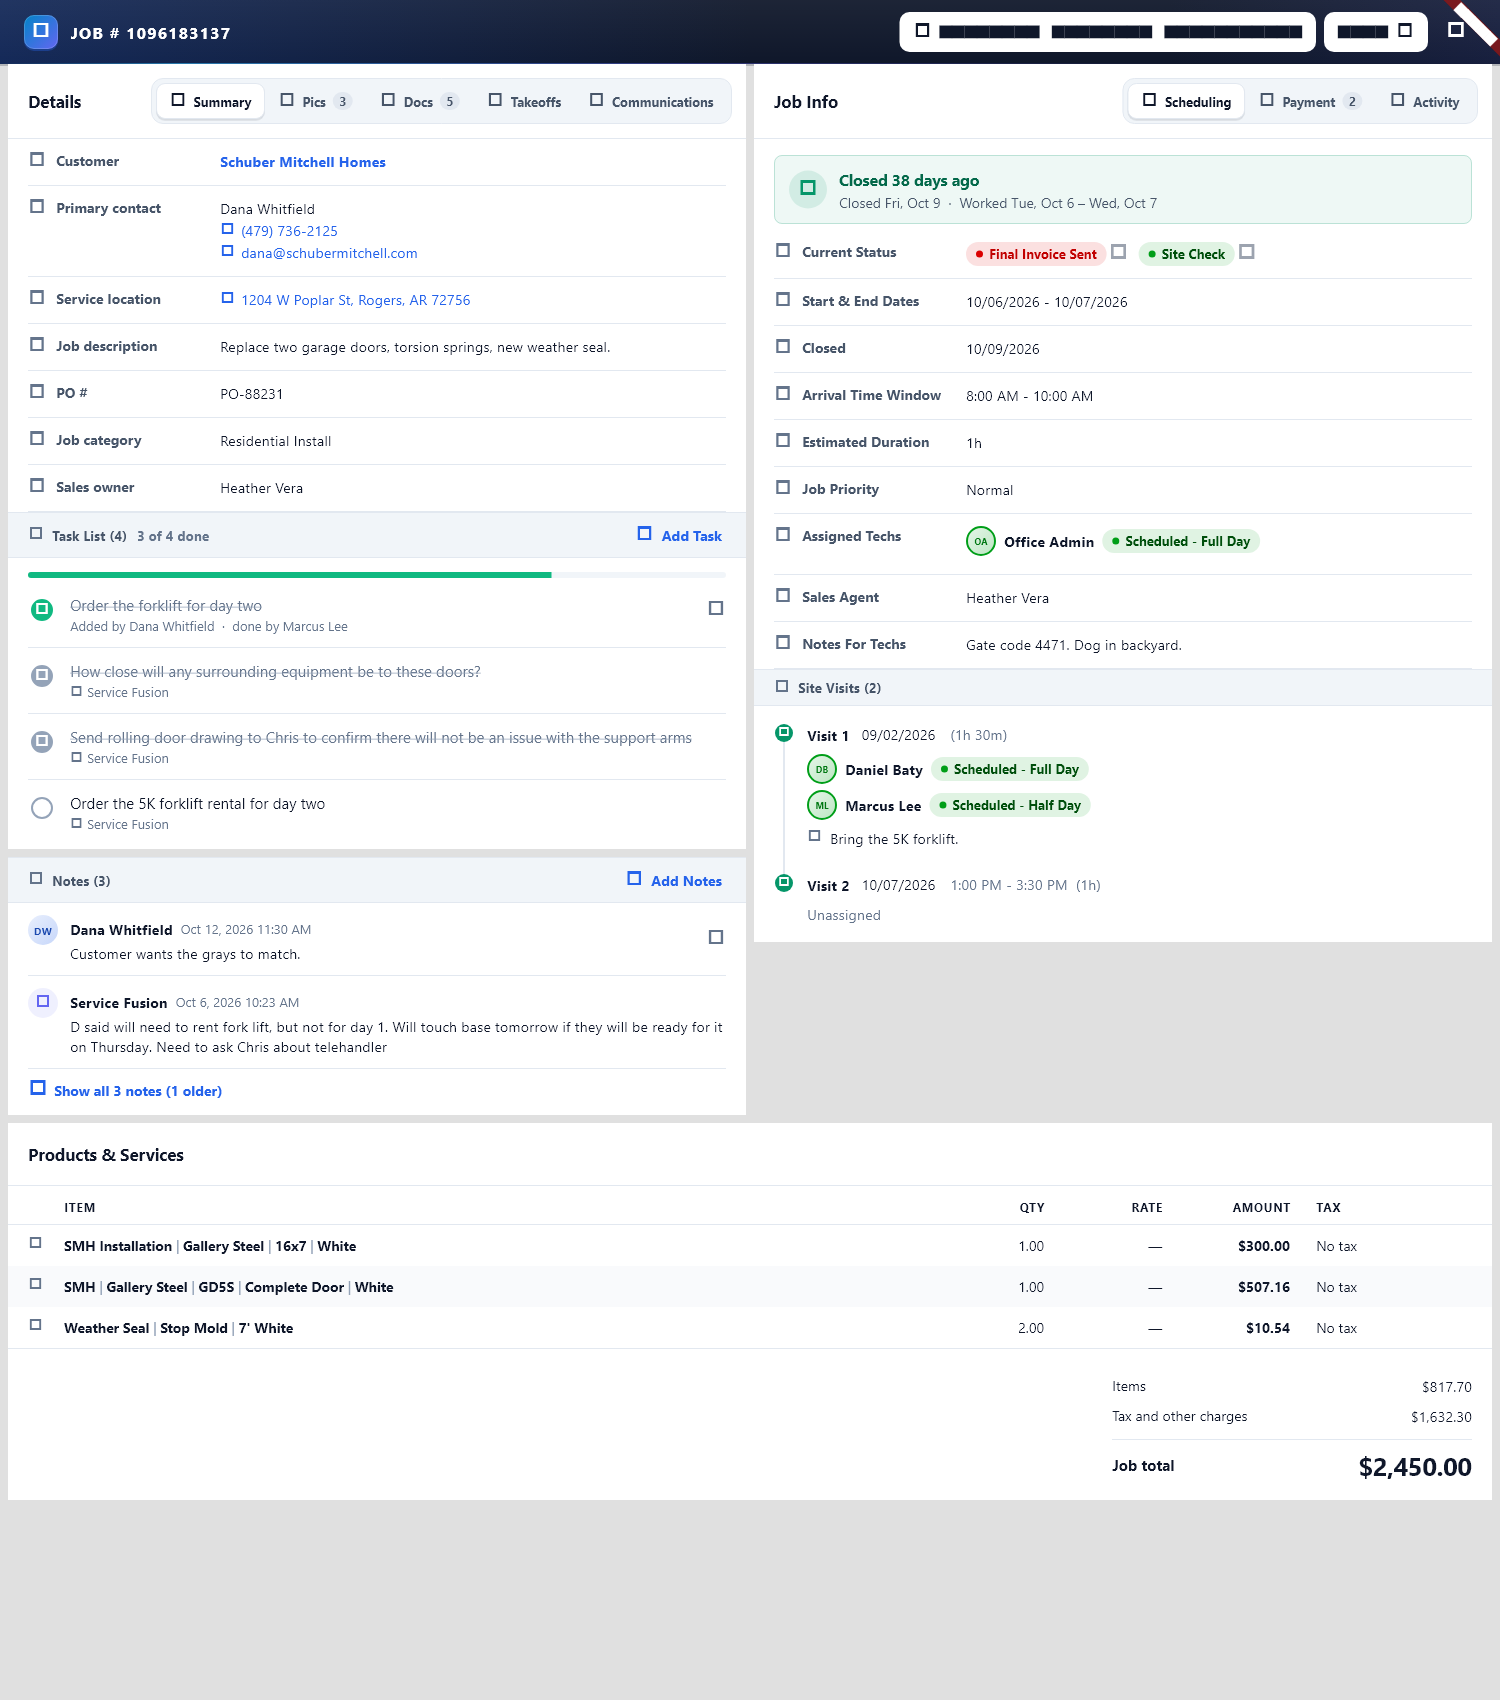 JOB # 1096183137
Details
Summary
Pics 3
Docs 5
Takeoffs
Communications
Customer
Schuber Mitchell Homes
Primary contact
Dana Whitfield
(479) 736-2125
dana@schubermitchell.com
Service location
1204 W Poplar St, Rogers, AR 72756
Job description
Replace two garage doors, torsion springs, new weather seal.
PO #
PO-88231
Job category
Residential Install
Sales owner
Heather Vera
Task List (4) 3 of 4 done
Add Task
Order the forklift for day two
Added by Dana Whitfield · done by Marcus Lee
How close will any surrounding equipment be to these doors?
Service Fusion
Send rolling door drawing to Chris to confirm there will not be an issue with the support arms
Service Fusion
Order the 5K forklift rental for day two
Service Fusion
Notes (3)
Add Notes
DW
Dana Whitfield Oct 12, 2026 11:30 AM
Customer wants the grays to match.
Service Fusion Oct 6, 2026 10:23 AM
D said will need to rent fork lift, but not for day 1. Will touch base tomorrow if they will be ready for it
on Thursday. Need to ask Chris about telehandler
Show all 3 notes (1 older)
Job Info
Scheduling
Payment 2
Activity
Closed 38 days ago
Closed Fri, Oct 9 · Worked Tue, Oct 6 – Wed, Oct 7
Current Status
Final Invoice Sent
Site Check
Start & End Dates
10/06/2026 - 10/07/2026
Closed
10/09/2026
Arrival Time Window
8:00 AM - 10:00 AM
Estimated Duration
1h
Job Priority
Normal
Assigned Techs
OA
Office Admin
Scheduled - Full Day
Sales Agent
Heather Vera
Notes For Techs
Gate code 4471. Dog in backyard.
Site Visits (2)
Visit 1 09/02/2026 (1h 30m)
DB
Daniel Baty
Scheduled - Full Day
ML
Marcus Lee
Scheduled - Half Day
Bring the 5K forklift.
Visit 2 10/07/2026 1:00 PM - 3:30 PM (1h)
Unassigned
Products & Services
ITEM QTY RATE AMOUNT TAX
SMH Installation | Gallery Steel | 16x7 | White 1.00 — $300.00 No tax
SMH | Gallery Steel | GD5S | Complete Door | White 1.00 — $507.16 No tax
Weather Seal | Stop Mold | 7' White 2.00 — $10.54 No tax
Items $817.70
Tax and other charges $1,632.30
Job total $2,450.00